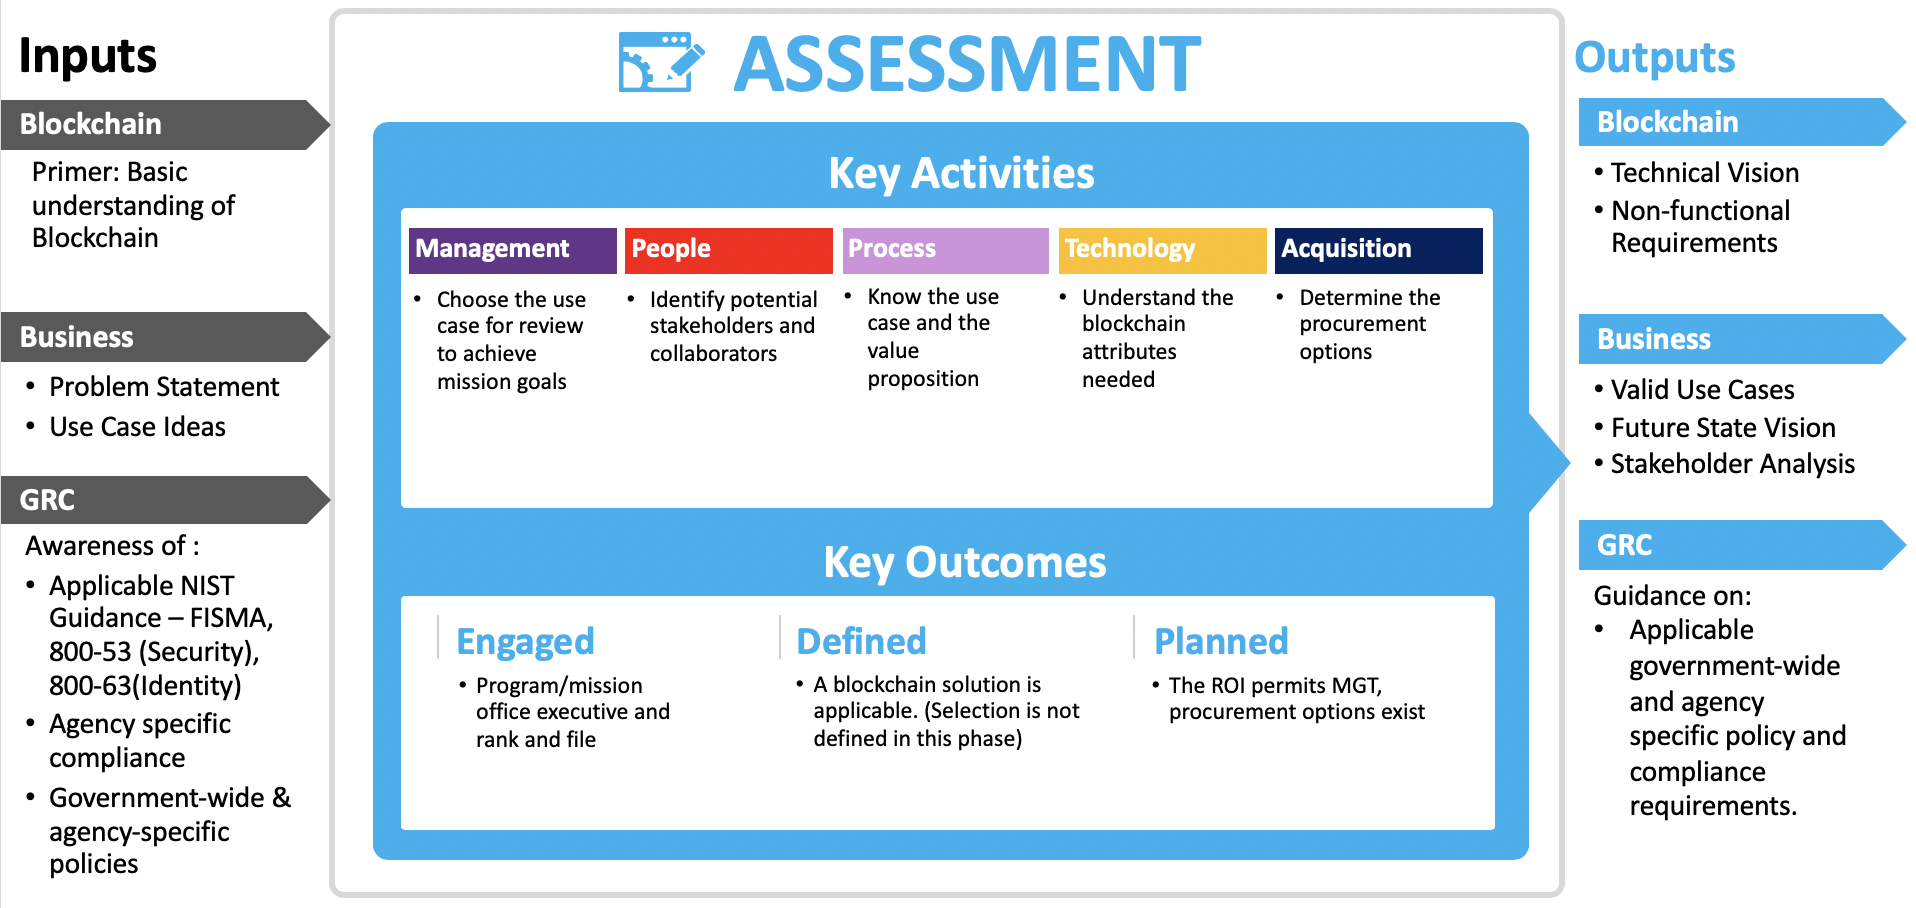 Inputs
Blockchain
Primer: Basic
understanding of
Blockchain
Business
• Problem Statement
• Use Case Ideas
GRC
Awareness of :
• Applicable NIST
Guidance – FISMA,
800-53 (Security),
800-63(Identity)
• Agency specific
compliance
• Government-wide &
agency-specific
policies
ASSESSMENT
Key Activities
Management
• Choose the use
case for review
to achieve
mission goals
People
• Identify potential
stakeholders and
collaborators
Process
• Know the use
case and the
value
proposition
Technology
• Understand the
blockchain
attributes
needed
Acquisition
• Determine the
procurement
options
Key Outcomes
Engaged
• Program/mission
office executive and
rank and file
Defined
• A blockchain solution is
applicable. (Selection is not
defined in this phase)
Planned
• The ROI permits MGT,
procurement options exist
Outputs
Blockchain
• Technical Vision
• Non-functional
Requirements
Business
• Valid Use Cases
• Future State Vision
• Stakeholder Analysis
GRC
Guidance on:
• Applicable
government-wide
and agency
specific policy and
compliance
requirements.